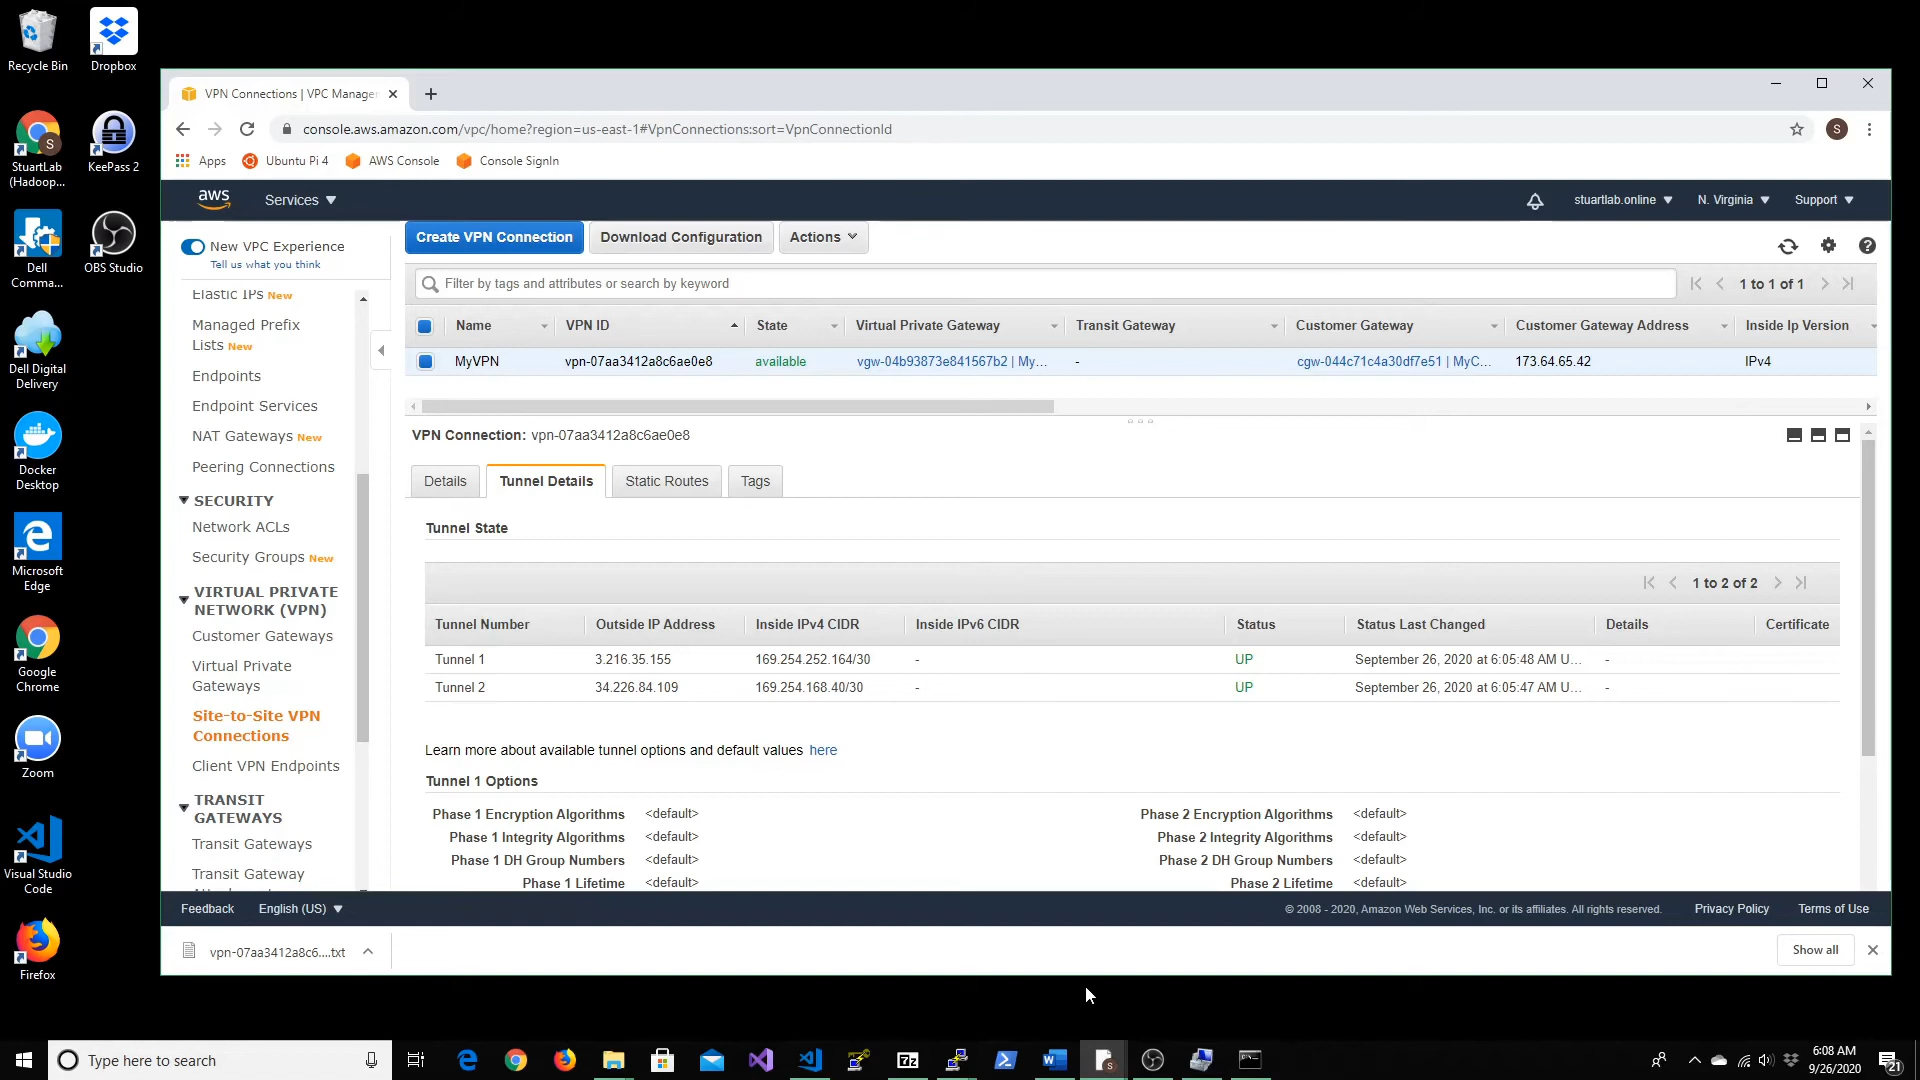 Recycle Bin
Dropbox
StuartLab
(Hadoop...
KeePass 2
Dell
Comma...
OBS Studio
Dell Digital
Delivery
Docker
Desktop
Microsoft
Edge
Google
Chrome
Zoom
Visual Studio
Code
Firefox
VPN Connections | VPC Manager
console.aws.amazon.com/vpc/home?region=us-east-1#VpnConnections:sort=VpnConnectionId
S
Apps Ubuntu Pi 4 AWS Console Console SignIn
aws Services stuartlab.online N. Virginia Support
New VPC Experience
Tell us what you think
Elastic IPs New
Managed Prefix
Lists New
Endpoints
Endpoint Services
NAT Gateways New
Peering Connections
SECURITY
Network ACLs
Security Groups New
VIRTUAL PRIVATE
NETWORK (VPN)
Customer Gateways
Virtual Private
Gateways
Site-to-Site VPN
Connections
Client VPN Endpoints
TRANSIT
GATEWAYS
Transit Gateways
Transit Gateway
Create VPN Connection Download Configuration Actions
Filter by tags and attributes or search by keyword 1 to 1 of 1
Name VPN ID State Virtual Private Gateway Transit Gateway Customer Gateway Customer Gateway Address Inside Ip Version
MyVPN vpn-07aa3412a8c6ae0e8 available vgw-04b93873e841567b2 | My... - cgw-044c71c4a30df7e51 | MyC... 173.64.65.42 IPv4
VPN Connection: vpn-07aa3412a8c6ae0e8
Details Tunnel Details Static Routes Tags
Tunnel State
1 to 2 of 2
Tunnel Number Outside IP Address Inside IPv4 CIDR Inside IPv6 CIDR Status Status Last Changed Details Certificate
Tunnel 1 3.216.35.155 169.254.252.164/30 - UP September 26, 2020 at 6:05:48 AM U... -
Tunnel 2 34.226.84.109 169.254.168.40/30 - UP September 26, 2020 at 6:05:47 AM U... -
Learn more about available tunnel options and default values here
Tunnel 1 Options
Phase 1 Encryption Algorithms <default> Phase 2 Encryption Algorithms <default>
Phase 1 Integrity Algorithms <default> Phase 2 Integrity Algorithms <default>
Phase 1 DH Group Numbers <default> Phase 2 DH Group Numbers <default>
Phase 1 Lifetime <default> Phase 2 Lifetime <default>
Feedback English (US) © 2008 - 2020, Amazon Web Services, Inc. or its affiliates. All rights reserved. Privacy Policy Terms of Use
vpn-07aa3412a8c6....txt Show all
Type here to search
6:08 AM
9/26/2020
21